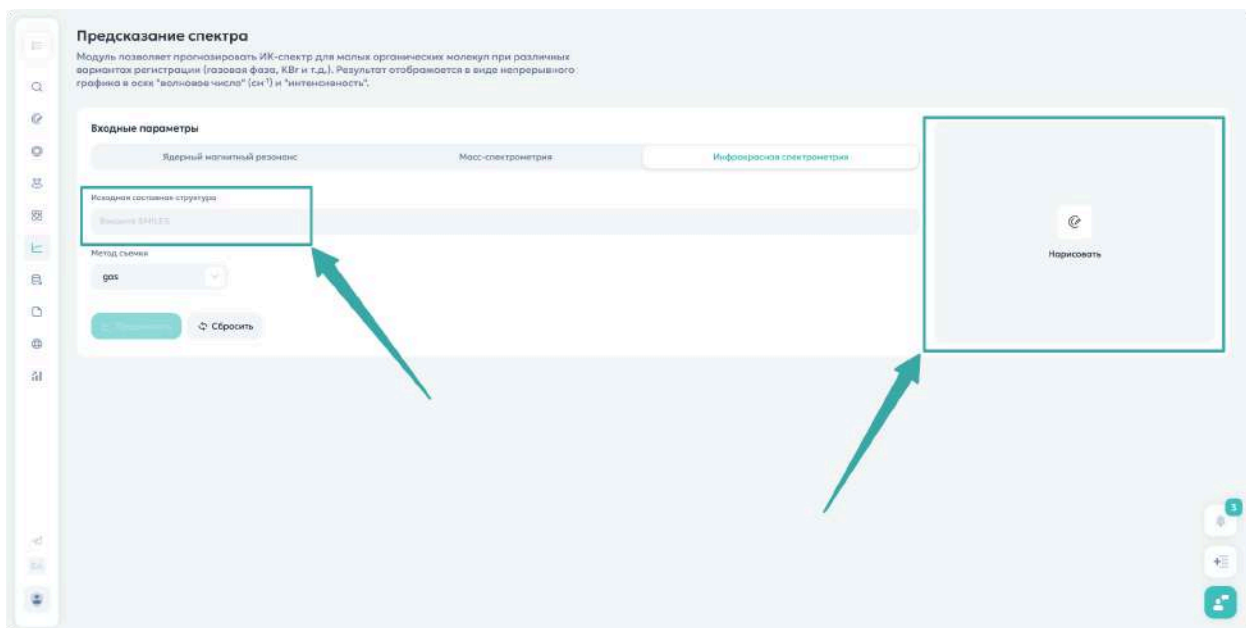 Предсказание спектра
Модуль позволяет прогнозировать ИК-спектр для малых органических молекул при различных
вариантах регистрации (газовая фаза, KBr и т.д.). Результат отображается в виде непрерывного
графика в осях "волновое число" (см⁻¹) и "интенсивность".
Входные параметры
Ядерный магнитный резонанс
Масс-спектрометрия
Инфракрасная спектрометрия
Исходная составная структура
Введите SMILES
Нарисовать
Метод съемки
gas
Сбросить
3